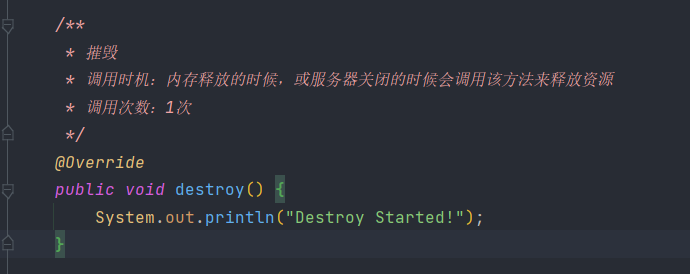 /**
 * 摧毁
 * 调用时机：内存释放的时候，或服务器关闭的时候会调用该方法来释放资源
 * 调用次数：1次
 */
@Override
public void destroy() {
    System.out.println("Destroy Started!");
}